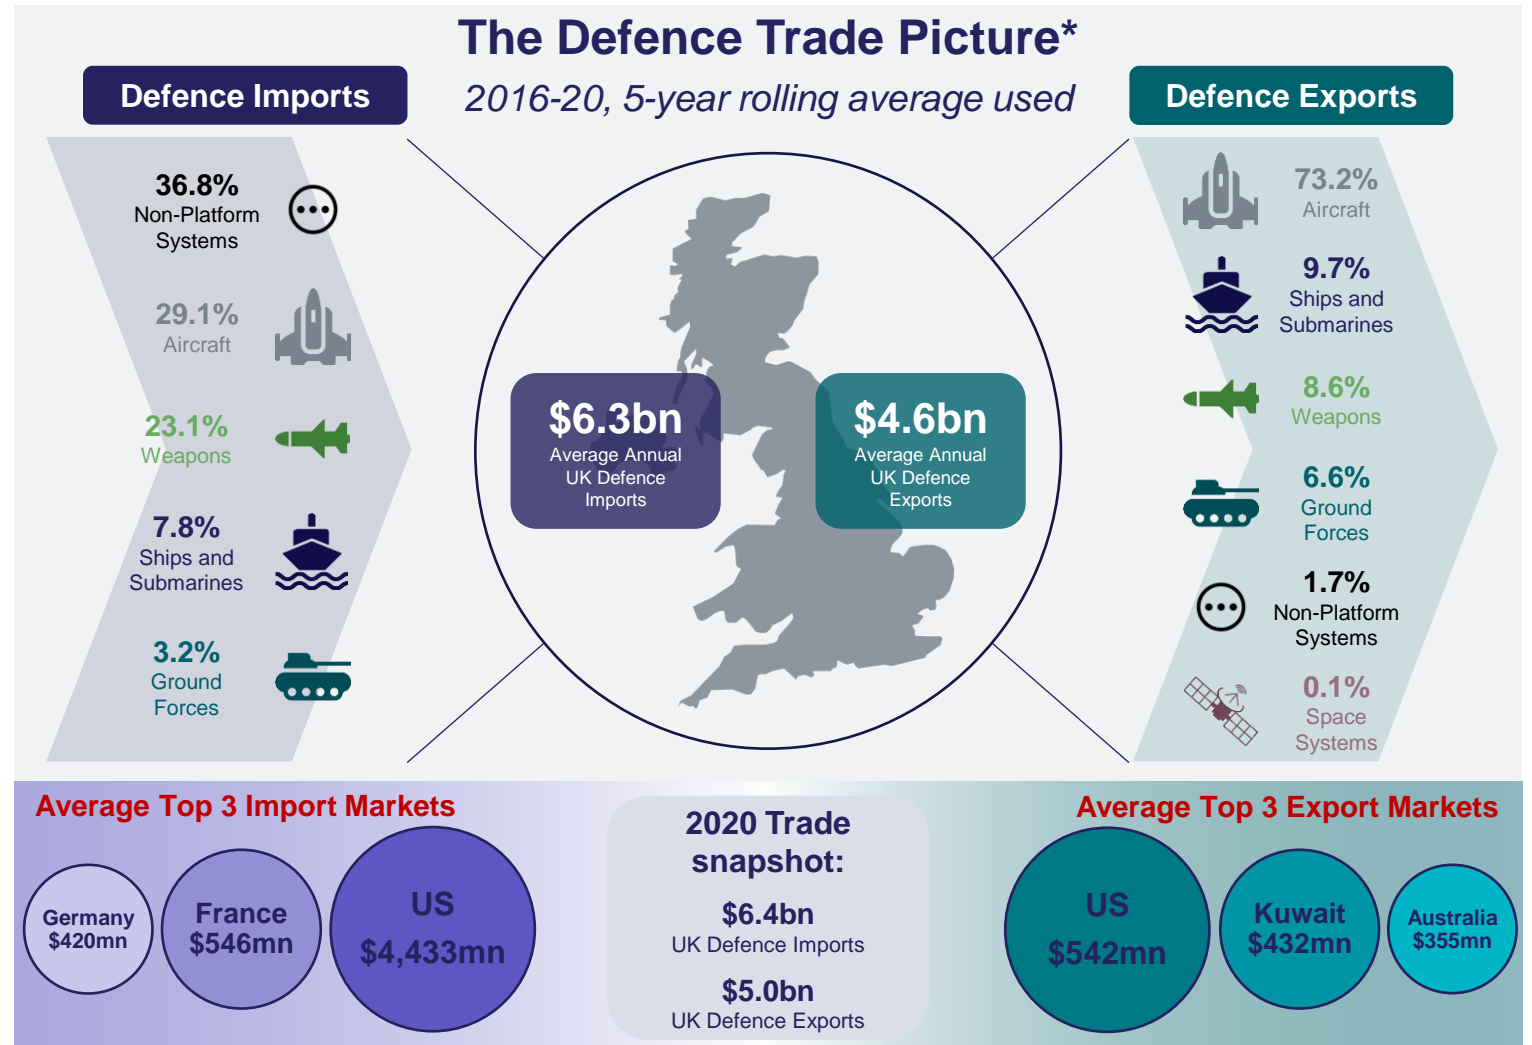 The Defence Trade Picture*
2016-20, 5-year rolling average used
Defence Imports
36.8%
Non-Platform
Systems
29.1%
Aircraft
23.1%
Weapons
7.8%
Ships and
Submarines
3.2%
Ground
Forces
$6.3bn
Average Annual
UK Defence
Imports
$4.6bn
Average Annual
UK Defence
Exports
Defence Exports
73.2%
Aircraft
9.7%
Ships and
Submarines
8.6%
Weapons
6.6%
Ground
Forces
1.7%
Non-Platform
Systems
0.1%
Space
Systems
Average Top 3 Import Markets
Germany
$420mn
France
$546mn
US
$4,433mn
2020 Trade
snapshot:
$6.4bn
UK Defence Imports
$5.0bn
UK Defence Exports
Average Top 3 Export Markets
US
$542mn
Kuwait
$432mn
Australia
$355mn